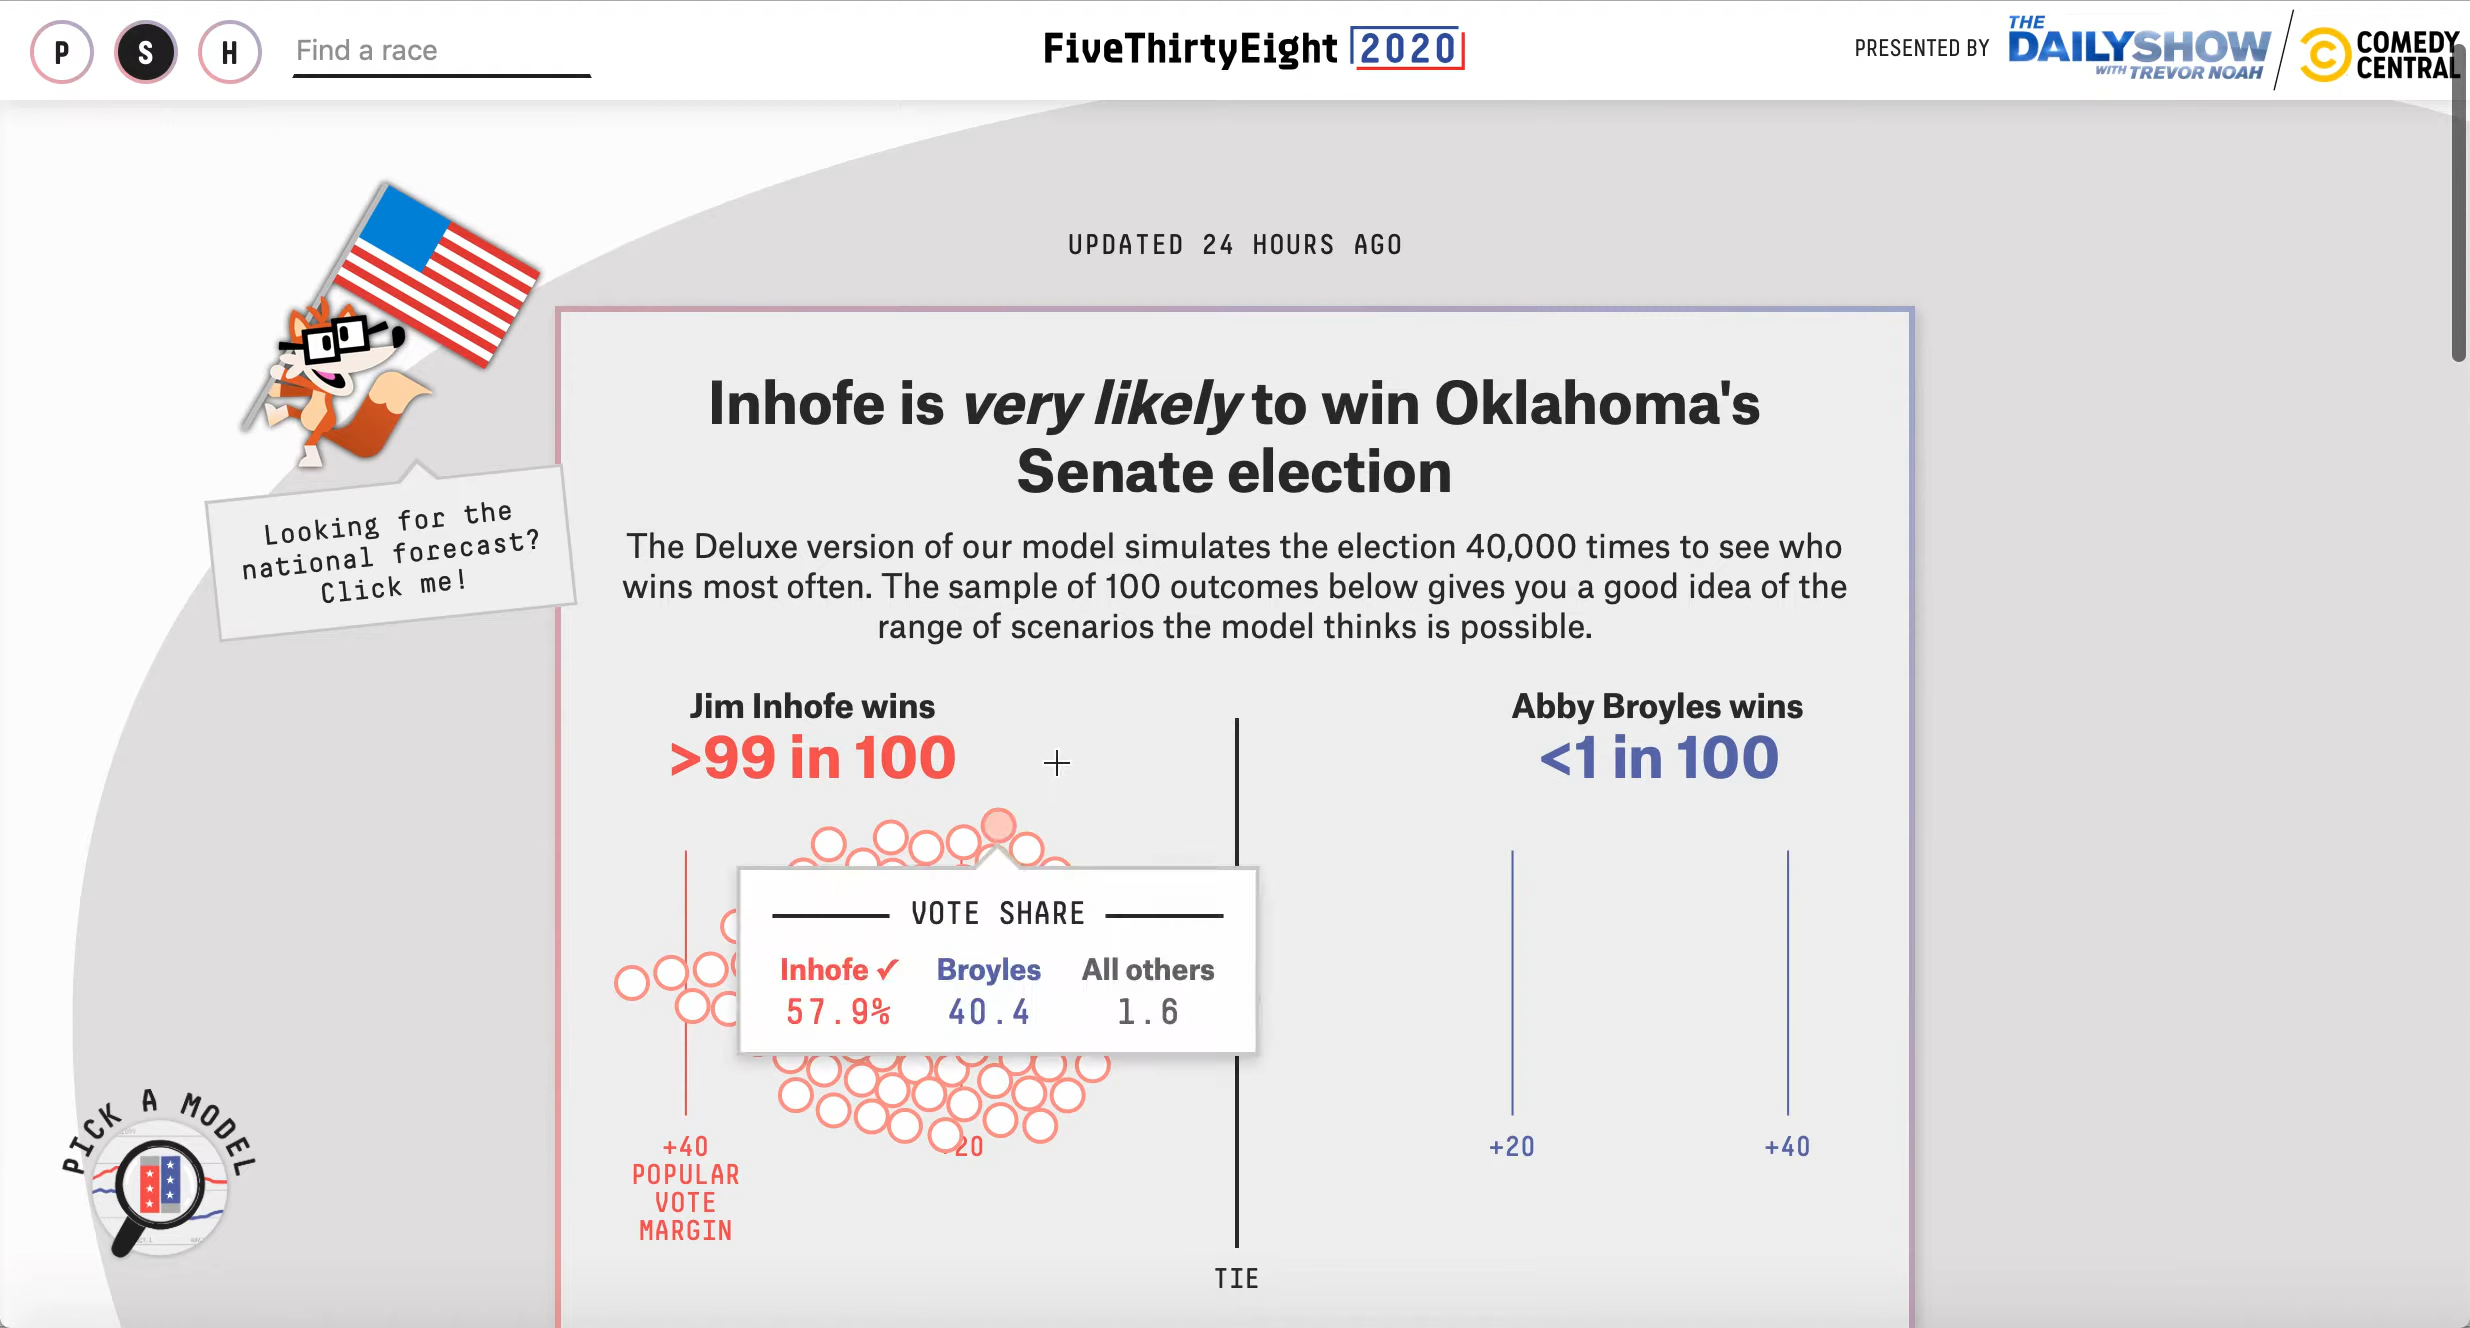 P S H Find a race
FiveThirtyEight 2020
PRESENTED BY THE DAILYSHOW WITH TREVOR NOAH
COMEDY CENTRAL
UPDATED 24 HOURS AGO
Looking for the
national forecast?
Click me!
Inhofe is very likely to win Oklahoma's
Senate election
The Deluxe version of our model simulates the election 40,000 times to see who
wins most often. The sample of 100 outcomes below gives you a good idea of the
range of scenarios the model thinks is possible.
Jim Inhofe wins
>99 in 100
Abby Broyles wins
<1 in 100
VOTE SHARE
Inhofe ✓ Broyles All others
57.9% 40.4 1.6
+40
POPULAR
VOTE
MARGIN
20
TIE
+20
+40
PICK A MODEL